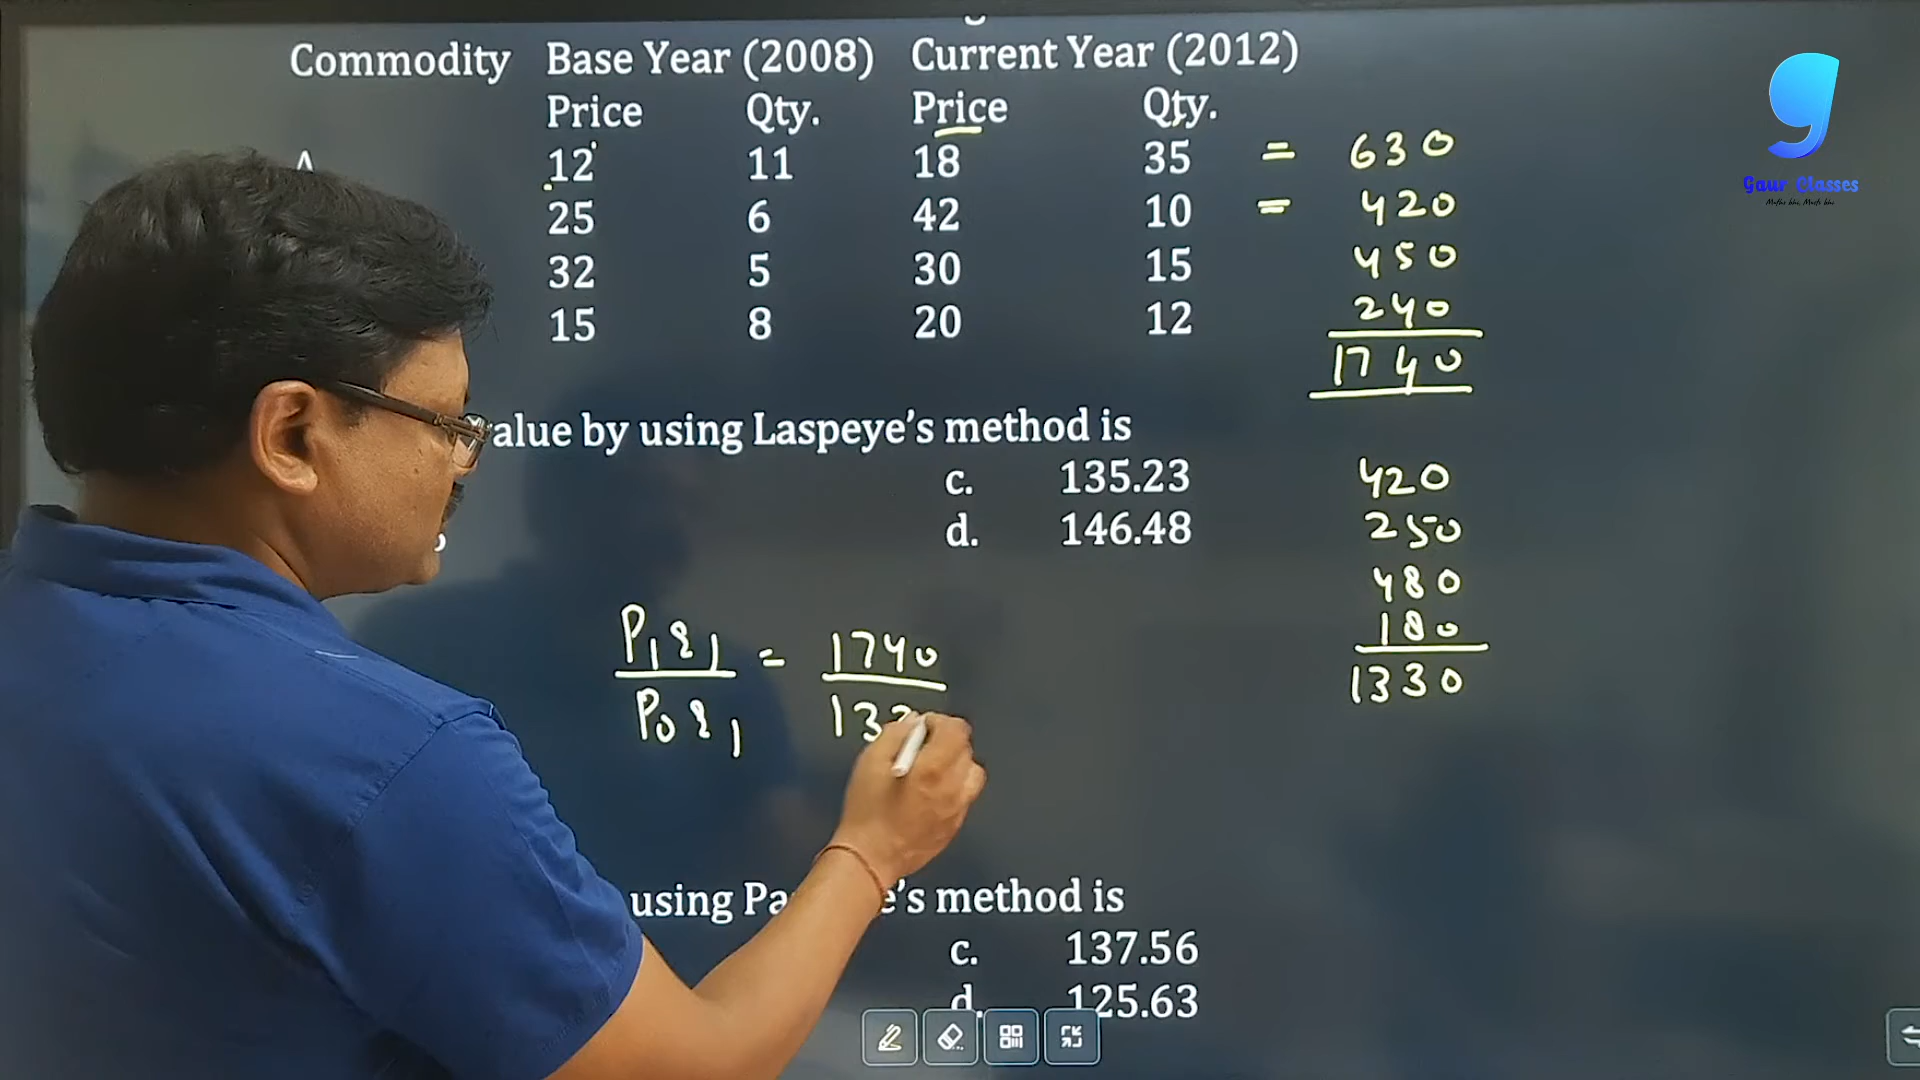 Commodity Base Year (2008) Current Year (2012)
Price Qty. Price Qty.
12 11 18 35 = 630
25 6 42 10 = 420
32 5 30 15 450
15 8 20 12 240
1740
value by using Laspeye's method is
c. 135.23
d. 146.48
420
250
480
180
1330
P1q1 = 1740
P0q1
using method is
c. 137.56
d. 125.63
g
Gaur Classes